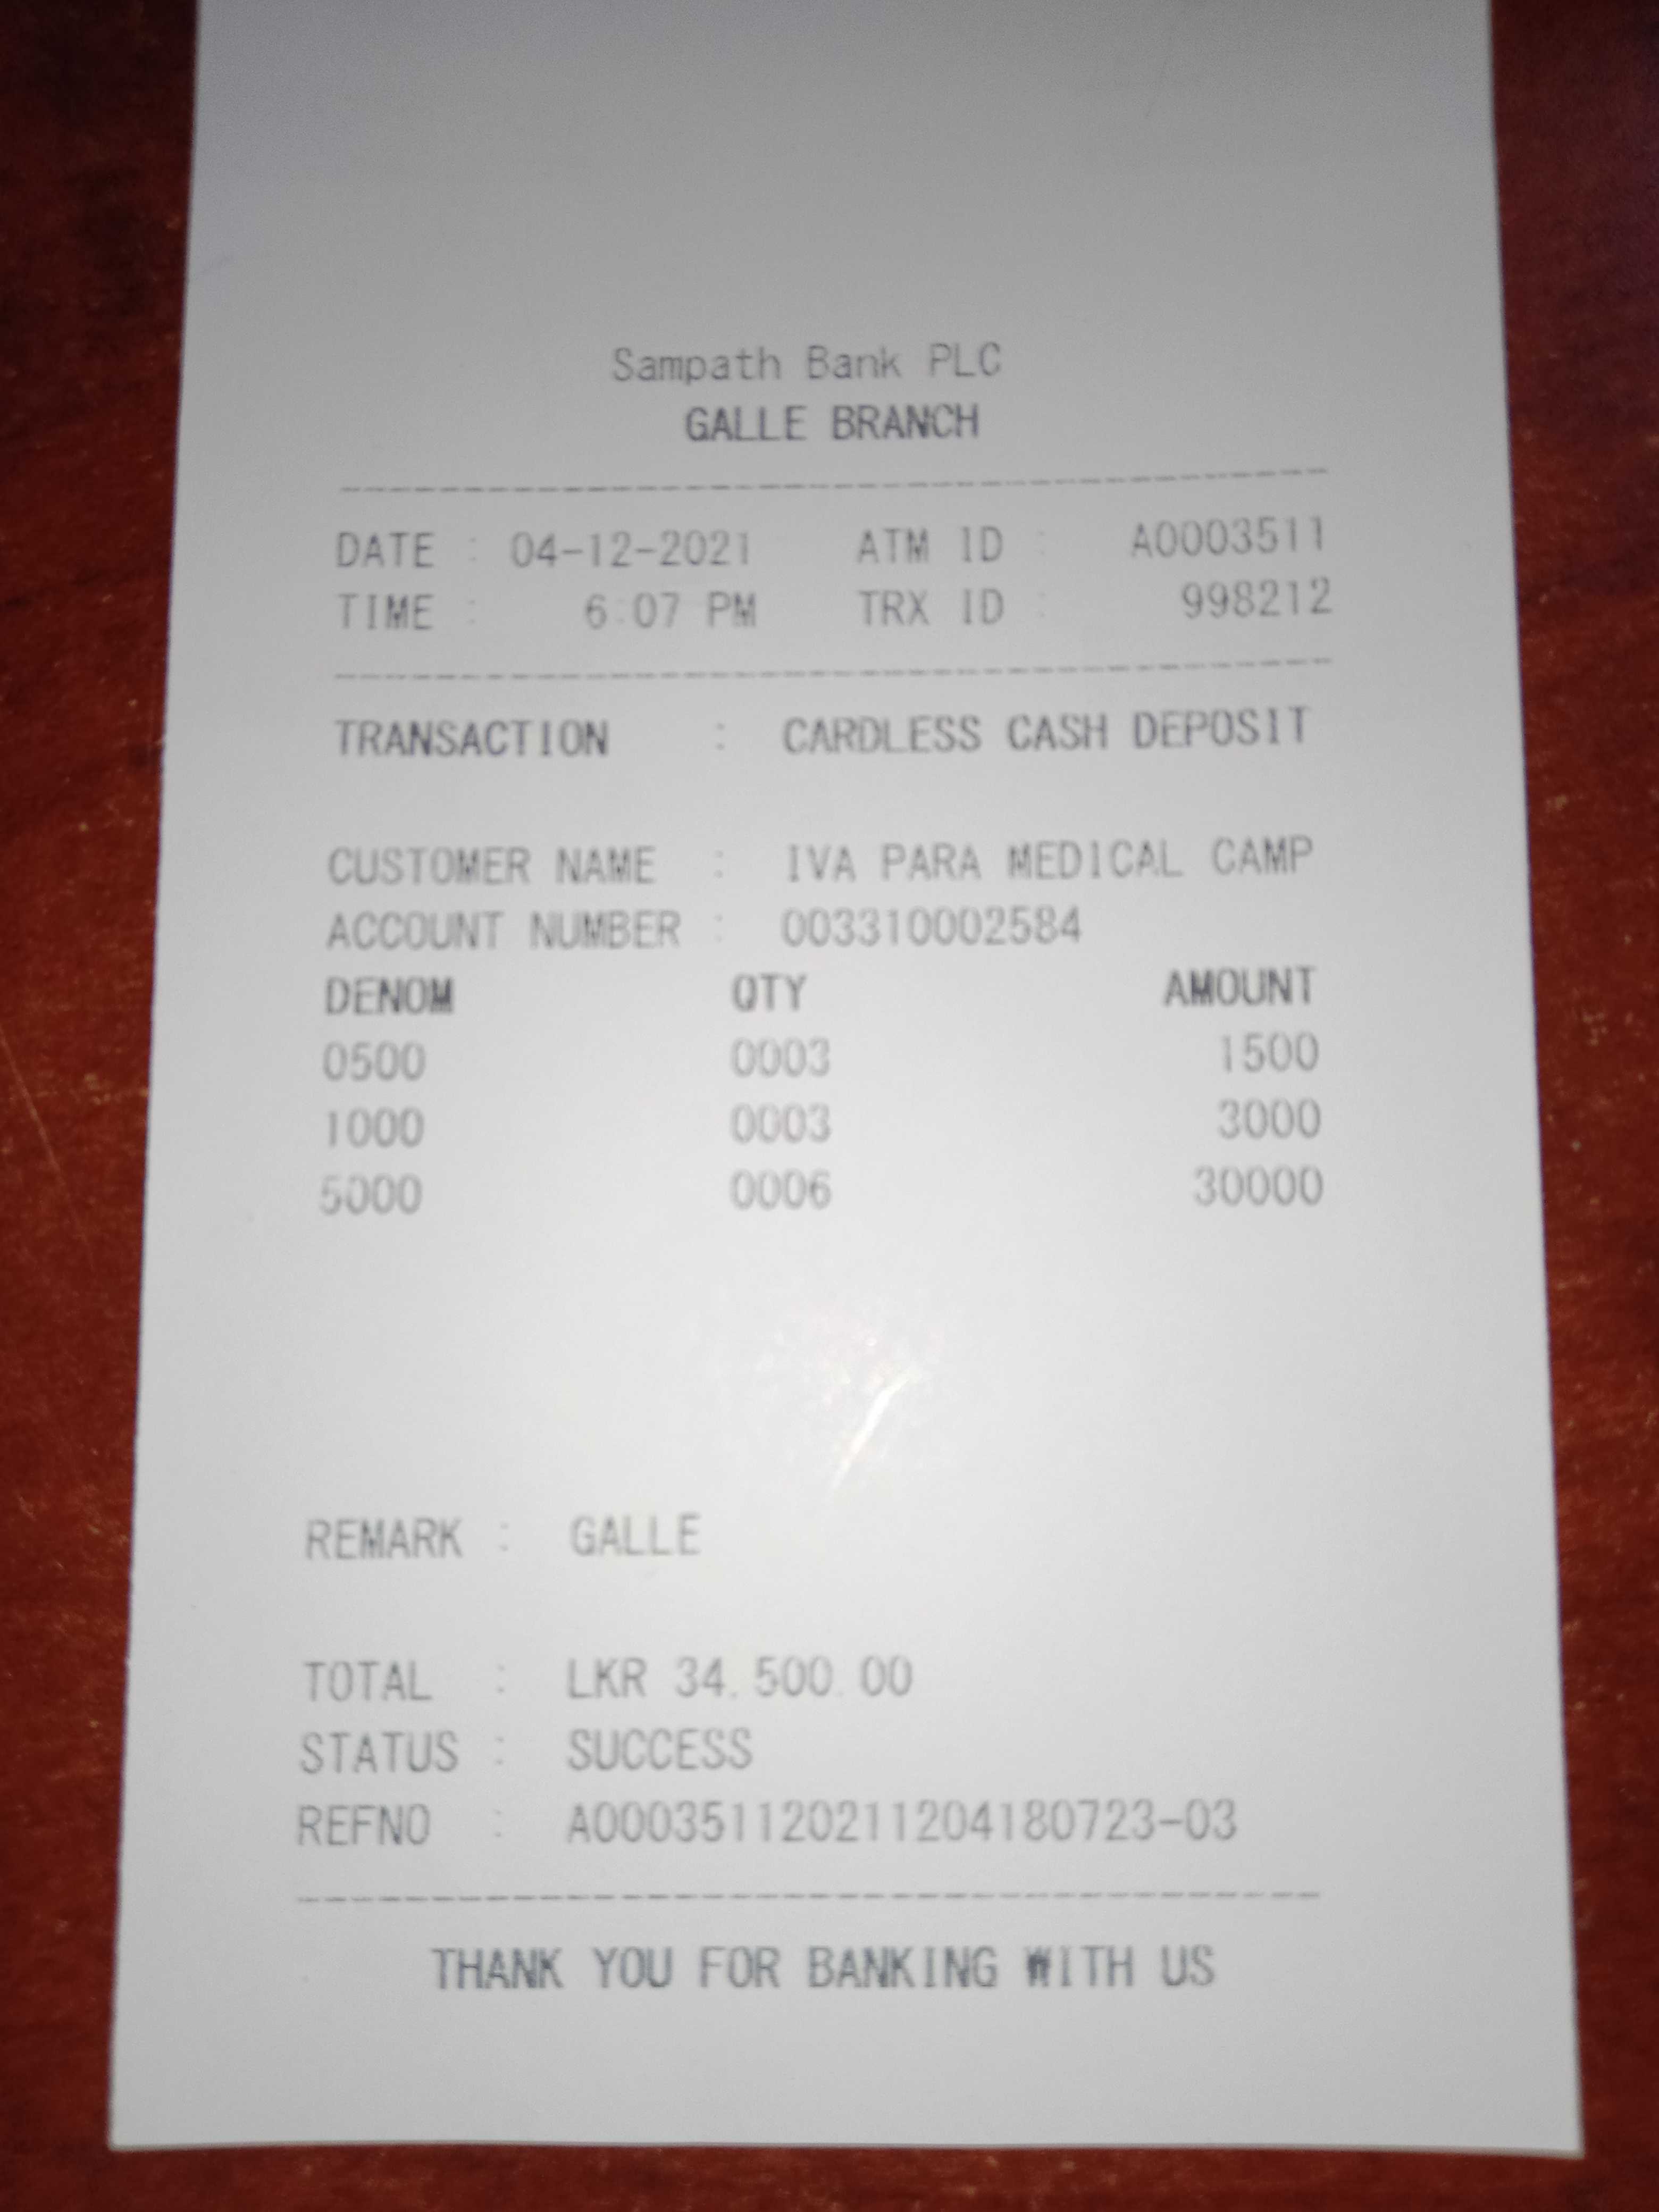 Sampath Bank PLC
GALLE BRANCH
DATE : 04-12-2021 ATM ID : A0003511
TIME : 6:07 PM TRX ID : 998212
TRANSACTION : CARDLESS CASH DEPOSIT
CUSTOMER NAME : IVA PARA MEDICAL CAMP
ACCOUNT NUMBER : 003310002584
DENOM QTY AMOUNT
0500 0003 1500
1000 0003 3000
5000 0006 30000
REMARK : GALLE
TOTAL : LKR 34,500.00
STATUS : SUCCESS
REFNO : A000351120211204180723-03
THANK YOU FOR BANKING WITH US